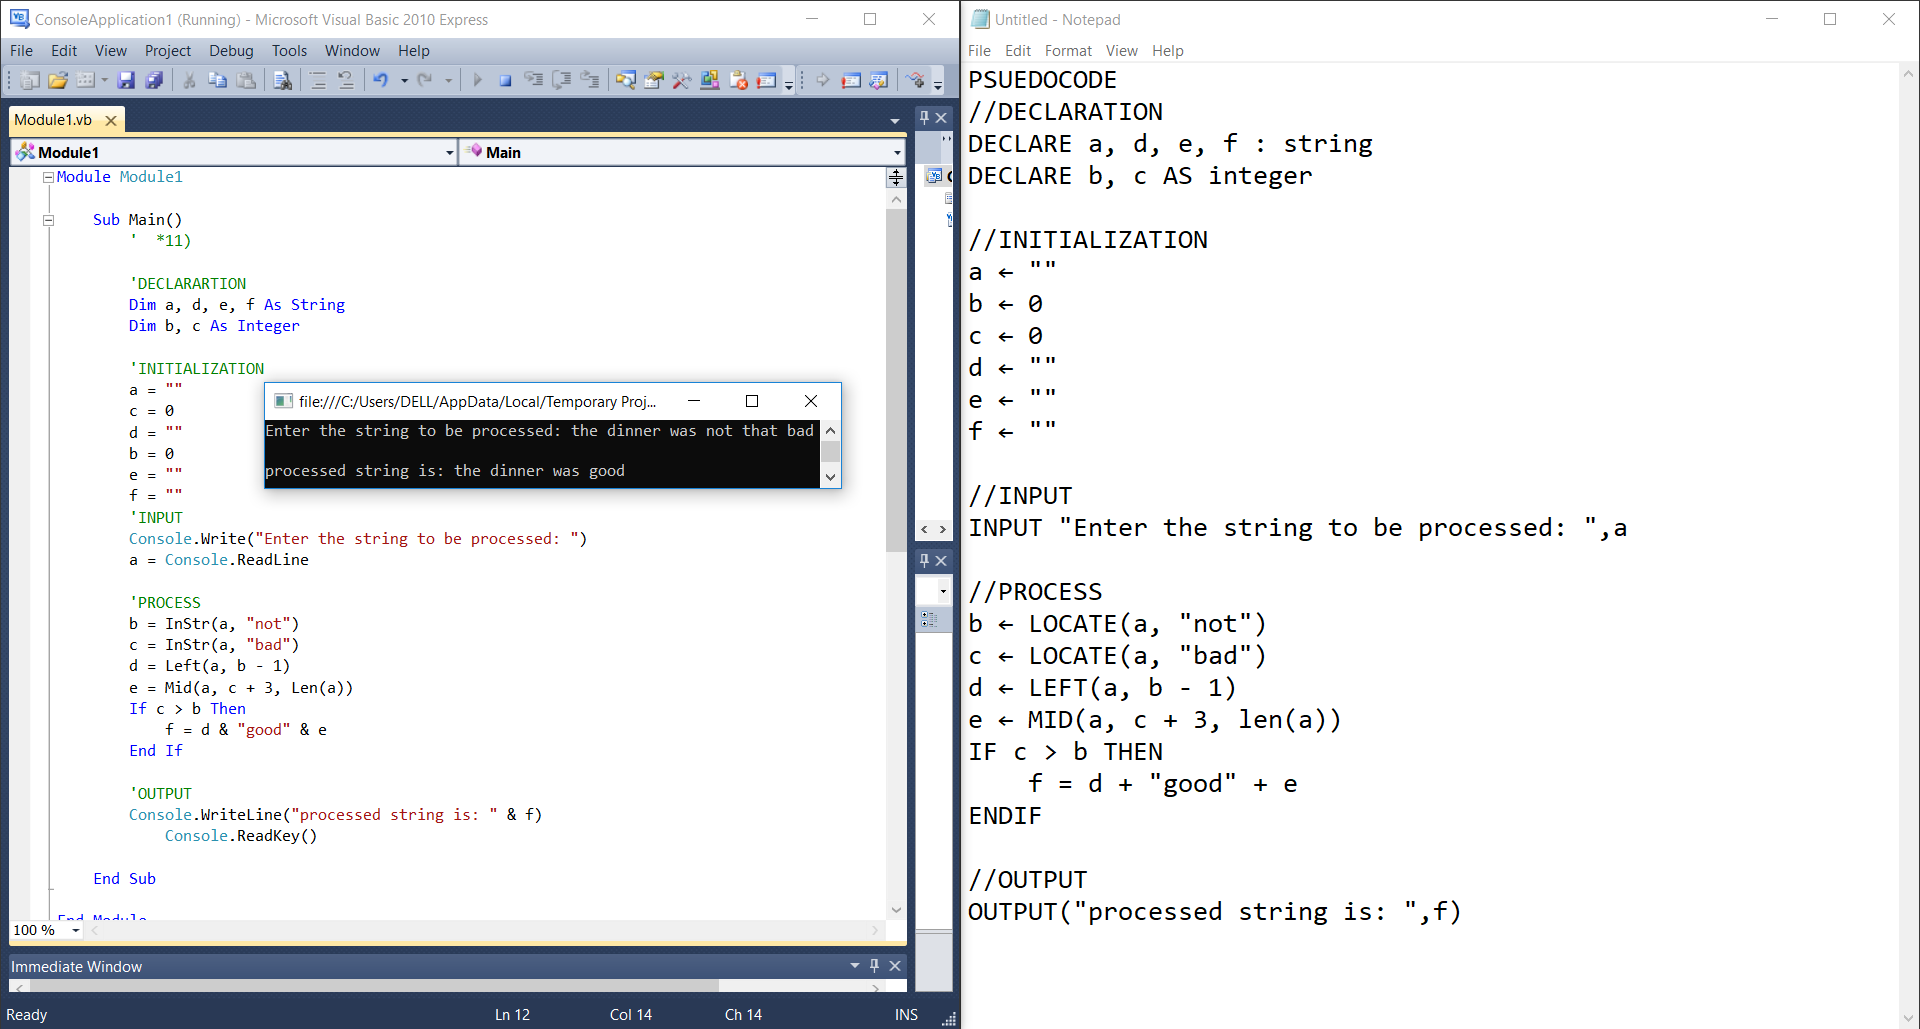 ConsoleApplication1 (Running) - Microsoft Visual Basic 2010 Express
File Edit View Project Debug Tools Window Help
Module1.vb
Module1
Main
Module Module1
Sub Main()
'  *11)
'DECLARARTION
Dim a, d, e, f As String
Dim b, c As Integer
'INITIALIZATION
a = ""
c = 0
d = ""
b = 0
e = ""
f = ""
'INPUT
Console.Write("Enter the string to be processed: ")
a = Console.ReadLine
'PROCESS
b = InStr(a, "not")
c = InStr(a, "bad")
d = Left(a, b - 1)
e = Mid(a, c + 3, Len(a))
If c > b Then
f = d & "good" & e
End If
'OUTPUT
Console.WriteLine("processed string is: " & f)
Console.ReadKey()
End Sub
End Module
100 %
Immediate Window
Ready Ln 12 Col 14 Ch 14 INS
file:///C:/Users/DELL/AppData/Local/Temporary Proj...
Enter the string to be processed: the dinner was not that bad
processed string is: the dinner was good
Untitled - Notepad
File Edit Format View Help
PSUEDOCODE
//DECLARATION
DECLARE a, d, e, f : string
DECLARE b, c AS integer
//INITIALIZATION
a ← ""
b ← 0
c ← 0
d ← ""
e ← ""
f ← ""
//INPUT
INPUT "Enter the string to be processed: ",a
//PROCESS
b ← LOCATE(a, "not")
c ← LOCATE(a, "bad")
d ← LEFT(a, b - 1)
e ← MID(a, c + 3, len(a))
IF c > b THEN
f = d + "good" + e
ENDIF
//OUTPUT
OUTPUT("processed string is: ",f)